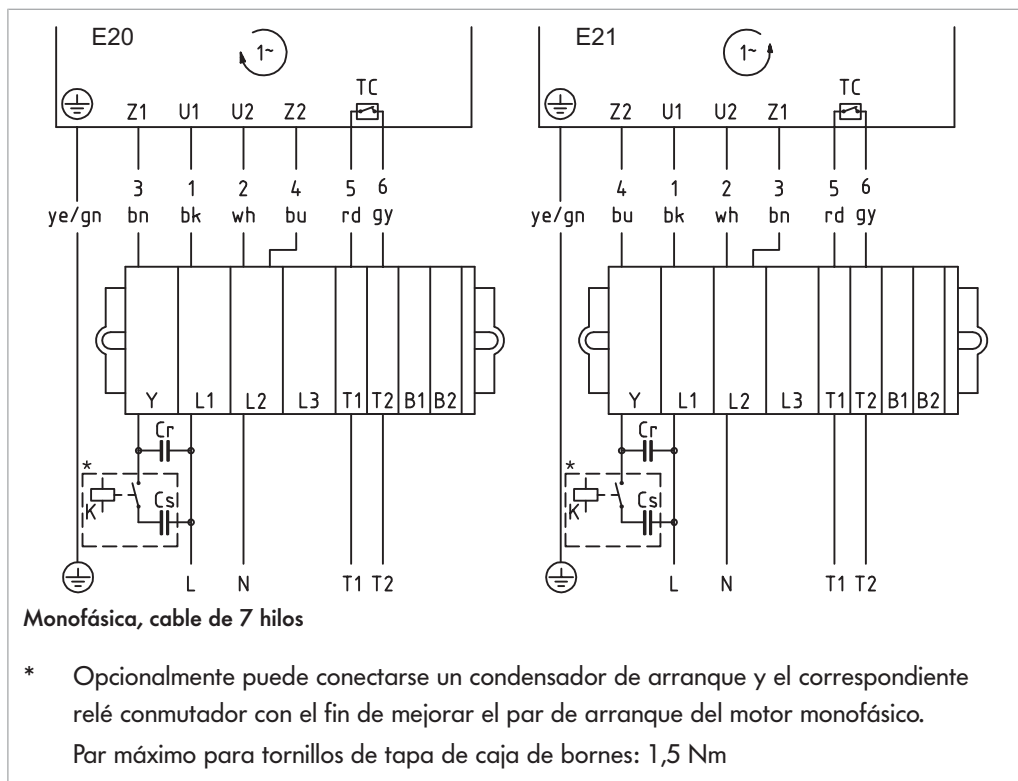 E20
1~
TC
Z1 U1 U2 Z2
3 1 2 4 5 6
ye/gn bn bk wh bu rd gy
Y L1 L2 L3 T1 T2 B1 B2
Cr
*
K Cs
L N T1 T2
E21
1~
TC
Z2 U1 U2 Z1
4 1 2 3 5 6
ye/gn bu bk wh bn rd gy
Y L1 L2 L3 T1 T2 B1 B2
Cr
*
K Cs
L N T1 T2
Monofásica, cable de 7 hilos
* Opcionalmente puede conectarse un condensador de arranque y el correspondiente
relé conmutador con el fin de mejorar el par de arranque del motor monofásico.
Par máximo para tornillos de tapa de caja de bornes: 1,5 Nm